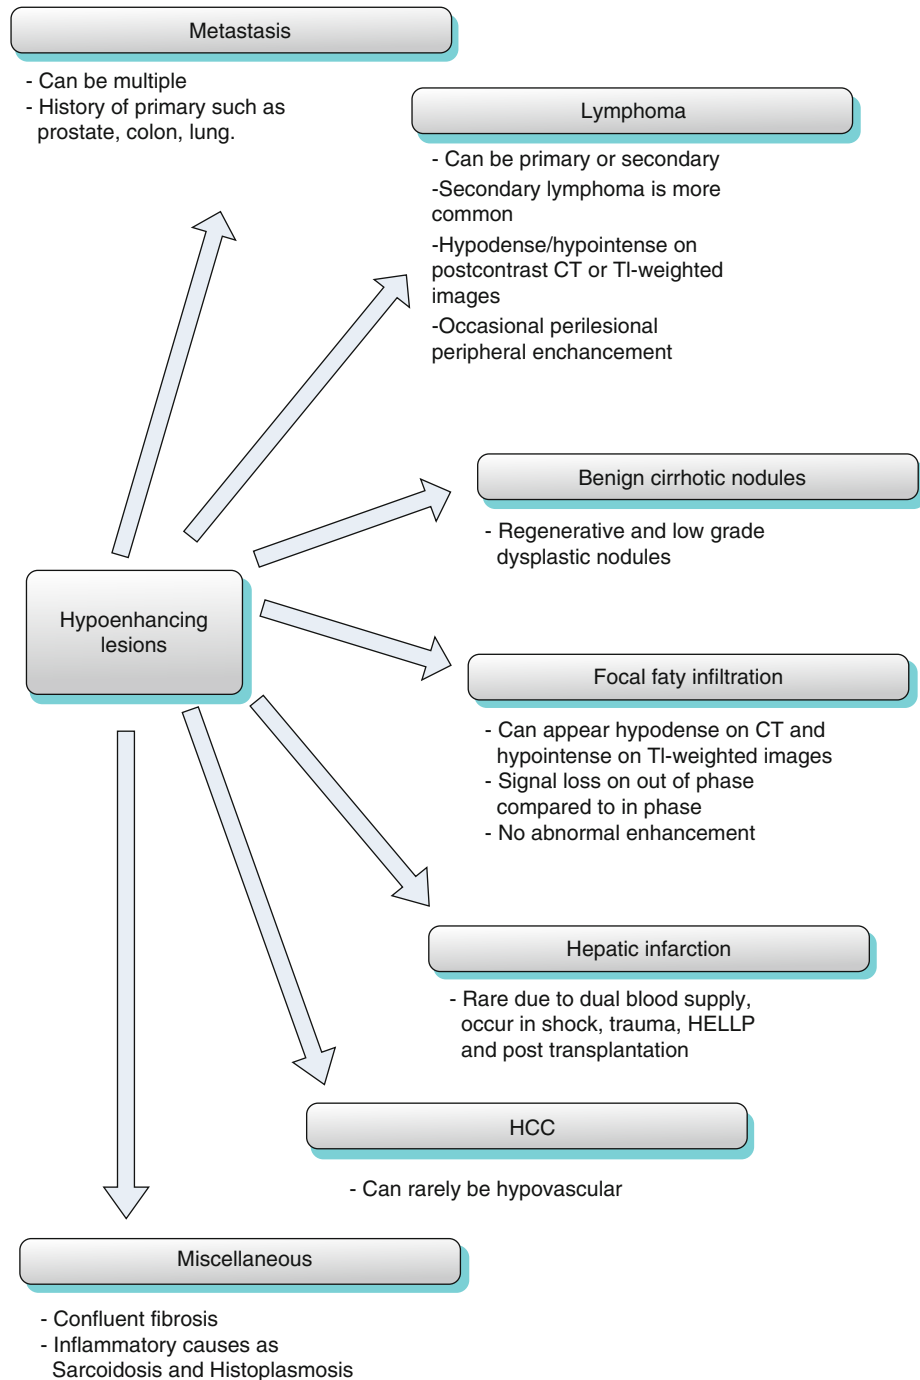 Metastasis
- Can be multiple
- History of primary such as
prostate, colon, lung.
Lymphoma
- Can be primary or secondary
-Secondary lymphoma is more
common
-Hypodense/hypointense on
postcontrast CT or Tl-weighted
images
-Occasional perilesional
peripheral enchancement
Benign cirrhotic nodules
- Regenerative and low grade
dysplastic nodules
Hypoenhancing
lesions
Focal faty infiltration
- Can appear hypodense on CT and
hypointense on Tl-weighted images
- Signal loss on out of phase
compared to in phase
- No abnormal enhancement
Hepatic infarction
- Rare due to dual blood supply,
occur in shock, trauma, HELLP
and post transplantation
HCC
- Can rarely be hypovascular
Miscellaneous
- Confluent fibrosis
- Inflammatory causes as
Sarcoidosis and Histoplasmosis